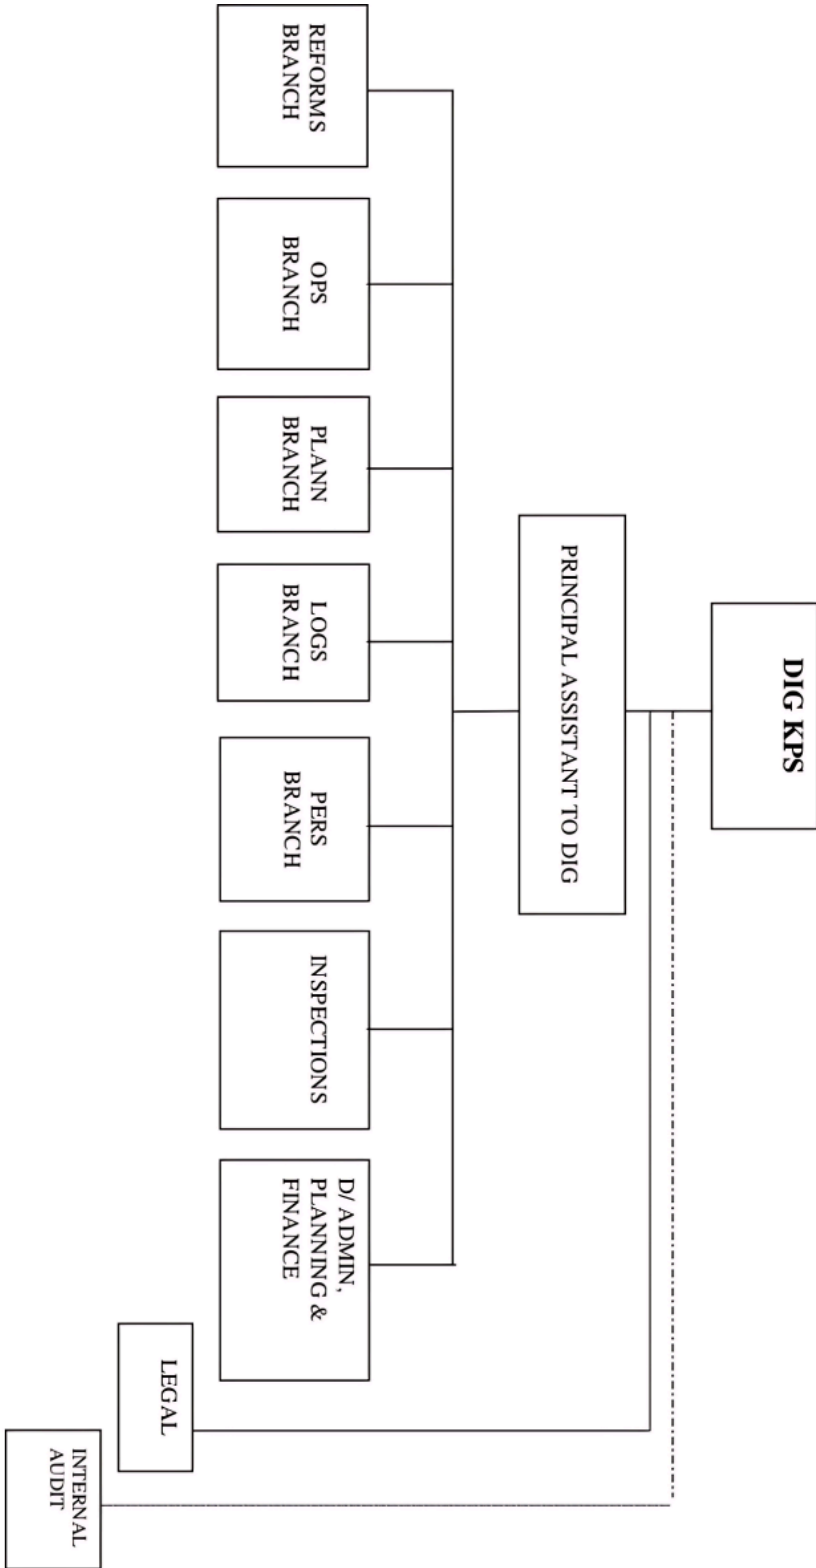 DIG KPS
PRINCIPAL ASSISTANT TO DIG
REFORMS
BRANCH
OPS
BRANCH
PLANN
BRANCH
LOGS
BRANCH
PERS
BRANCH
INSPECTIONS
D/ ADMIN,
PLANNING &
FINANCE
LEGAL
INTERNAL
AUDIT